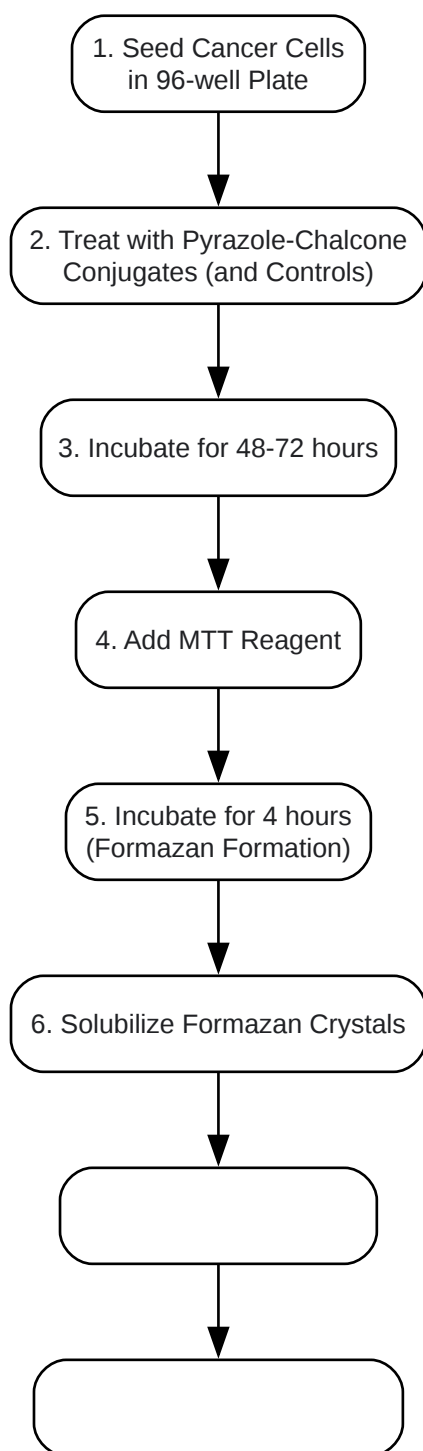 1. Seed Cancer Cells
in 96-well Plate
2. Treat with Pyrazole-Chalcone
Conjugates (and Controls)
3. Incubate for 48-72 hours
4. Add MTT Reagent
5. Incubate for 4 hours
(Formazan Formation)
6. Solubilize Formazan Crystals